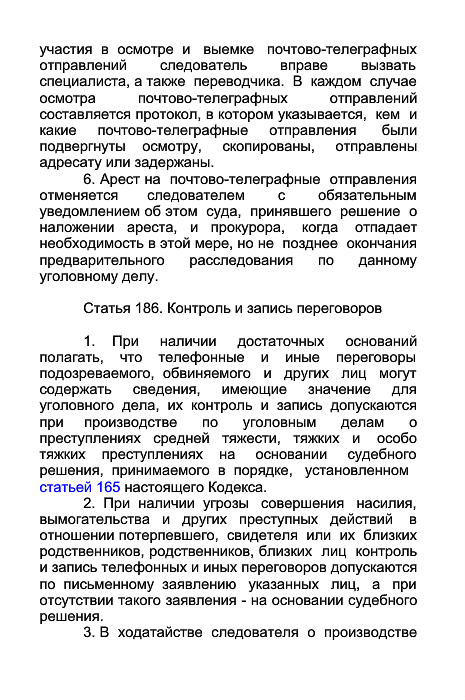 участия в осмотре и выемке почтово-телеграфных
отправлений следователь вправе вызвать
специалиста, а также переводчика. В каждом случае
осмотра почтово-телеграфных отправлений
составляется протокол, в котором указывается, кем и
какие почтово-телеграфные отправления были
подвергнуты осмотру, скопированы, отправлены
адресату или задержаны.
6. Арест на почтово-телеграфные отправления
отменяется следователем с обязательным
уведомлением об этом суда, принявшего решение о
наложении ареста, и прокурора, когда отпадает
необходимость в этой мере, но не позднее окончания
предварительного расследования по данному
уголовному делу.
Статья 186. Контроль и запись переговоров
1. При наличии достаточных оснований
полагать, что телефонные и иные переговоры
подозреваемого, обвиняемого и других лиц могут
содержать сведения, имеющие значение для
уголовного дела, их контроль и запись допускаются
при производстве по уголовным делам о
преступлениях средней тяжести, тяжких и особо
тяжких преступлениях на основании судебного
решения, принимаемого в порядке, установленном
статьей 165 настоящего Кодекса.
2. При наличии угрозы совершения насилия,
вымогательства и других преступных действий в
отношении потерпевшего, свидетеля или их близких
родственников, родственников, близких лиц контроль
и запись телефонных и иных переговоров допускаются
по письменному заявлению указанных лиц, а при
отсутствии такого заявления - на основании судебного
решения.
3. В ходатайстве следователя о производстве